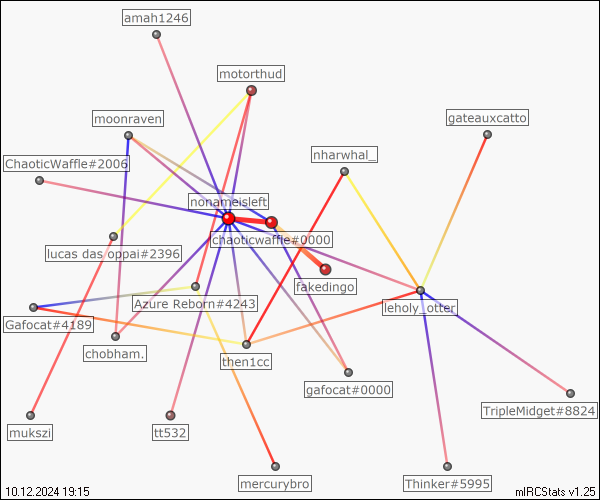 amah1246
motorthud
moonraven
gateauxcatto
nharwhal_
ChaoticWaffle#2006
nonameisleft
chaoticwaffle#0000
lucas das oppai#2396
fakedingo
Azure Reborn#4243
leholy_otter
Gafocat#4189
chobham.
then1cc
gafocat#0000
TripleMidget#8824
mukszi
tt532
mercurybro
Thinker#5995
10.12.2024 19:15
mIRCStats v1.25